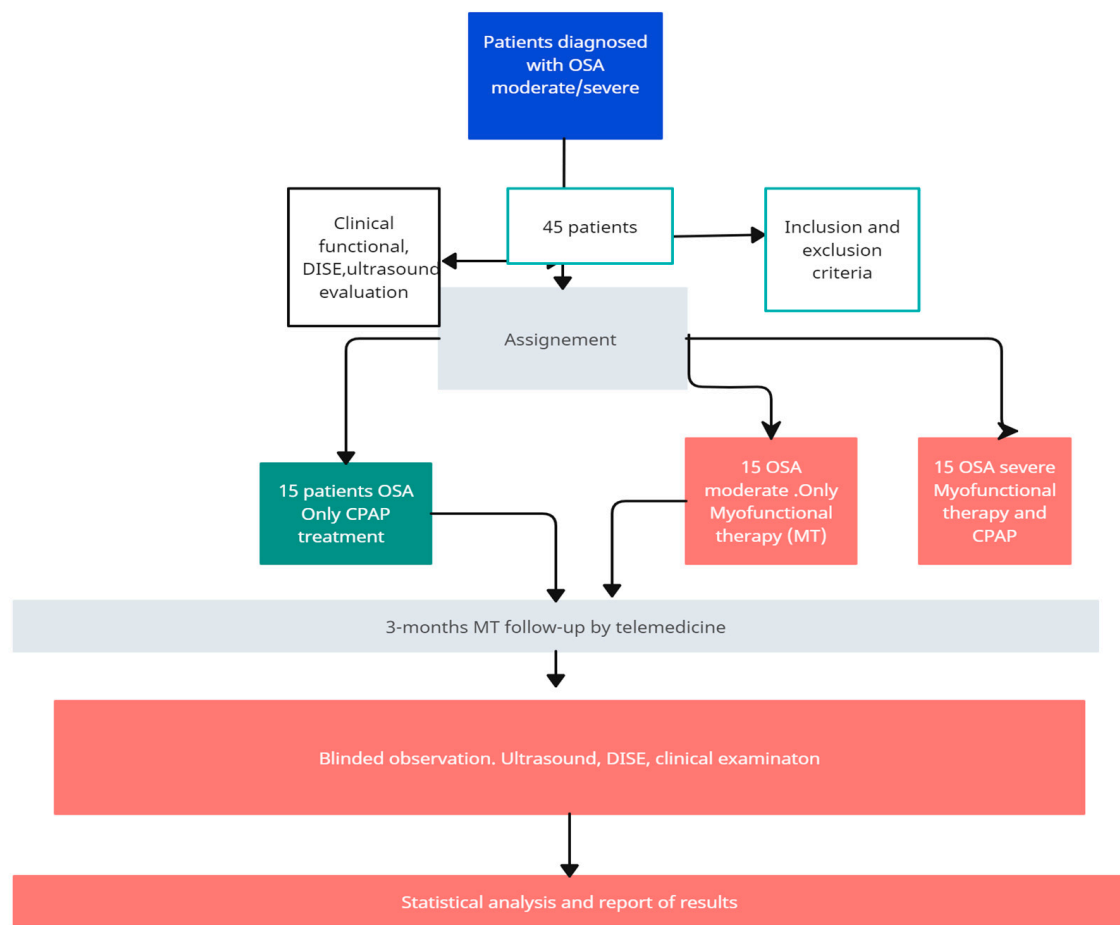 Patients diagnosed
with OSA
moderate/severe
Clinical
functional,
DISE,ultrasound
evaluation
45 patients
Inclusion and
exclusion
criteria
Assignement
15 patients OSA
Only CPAP
treatment
15 OSA
moderate .Only
Myofunctional
therapy (MT)
15 OSA severe
Myofunctional
therapy and
CPAP
3-months MT follow-up by telemedicine
Blinded observation. Ultrasound, DISE, clinical examinaton
Statistical analysis and report of results